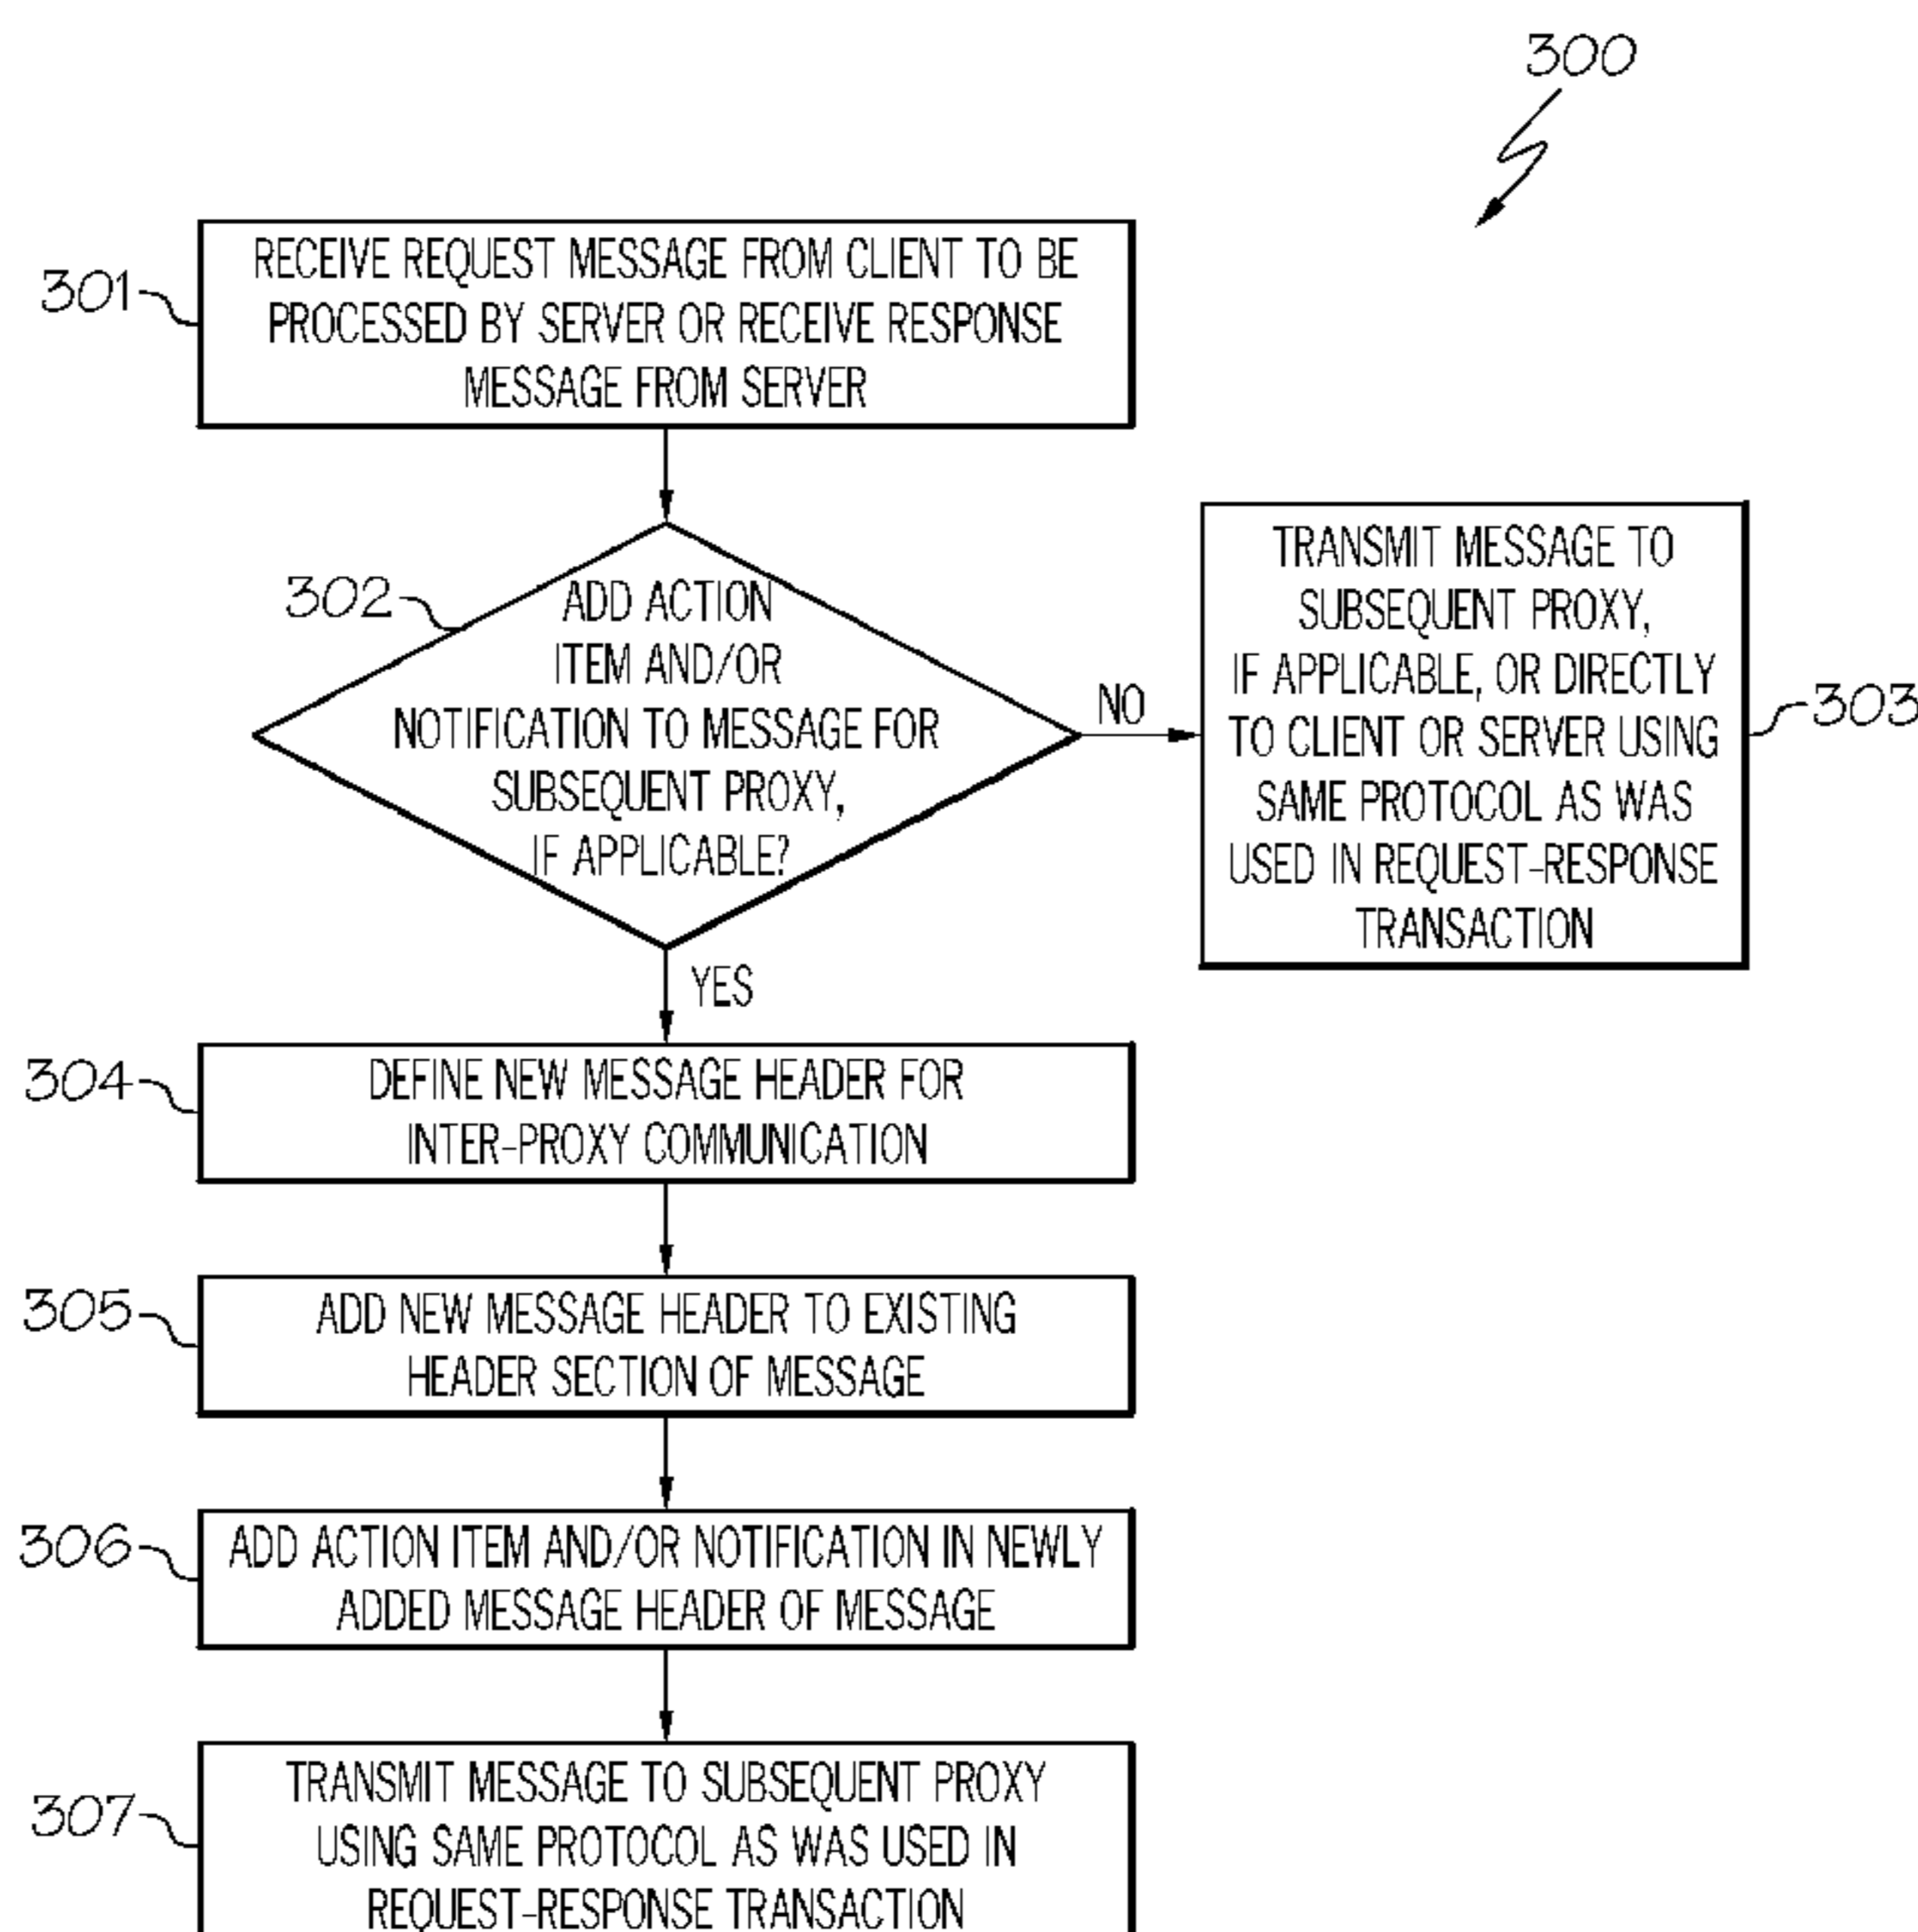 300
301
RECEIVE REQUEST MESSAGE FROM CLIENT TO BE
PROCESSED BY SERVER OR RECEIVE RESPONSE
MESSAGE FROM SERVER
302
ADD ACTION
ITEM AND/OR
NOTIFICATION TO MESSAGE FOR
SUBSEQUENT PROXY,
IF APPLICABLE?
NO
TRANSMIT MESSAGE TO
SUBSEQUENT PROXY,
IF APPLICABLE, OR DIRECTLY
TO CLIENT OR SERVER USING
SAME PROTOCOL AS WAS
USED IN REQUEST-RESPONSE
TRANSACTION
303
YES
304
DEFINE NEW MESSAGE HEADER FOR
INTER-PROXY COMMUNICATION
305
ADD NEW MESSAGE HEADER TO EXISTING
HEADER SECTION OF MESSAGE
306
ADD ACTION ITEM AND/OR NOTIFICATION IN NEWLY
ADDED MESSAGE HEADER OF MESSAGE
307
TRANSMIT MESSAGE TO SUBSEQUENT PROXY
USING SAME PROTOCOL AS WAS USED IN
REQUEST-RESPONSE TRANSACTION